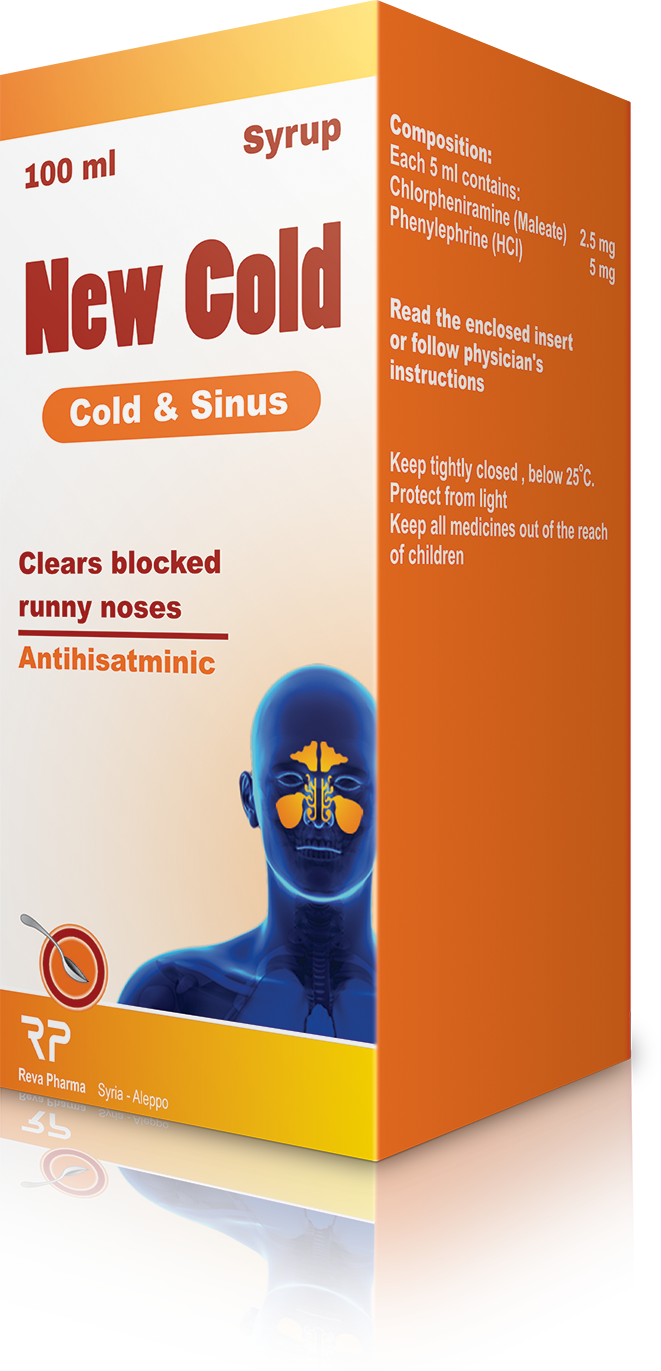 100 ml
Syrup
New Cold
Cold & Sinus
Clears blocked
runny noses
Antihisatminic
RP
Reva Pharma Syria - Aleppo
Composition:
Each 5 ml contains:
Chlorpheniramine (Maleate) 2.5 mg
Phenylephrine (HCl) 5 mg
Read the enclosed insert
or follow physician's
instructions
Keep tightly closed , below 25°C.
Protect from light
Keep all medicines out of the reach
of children